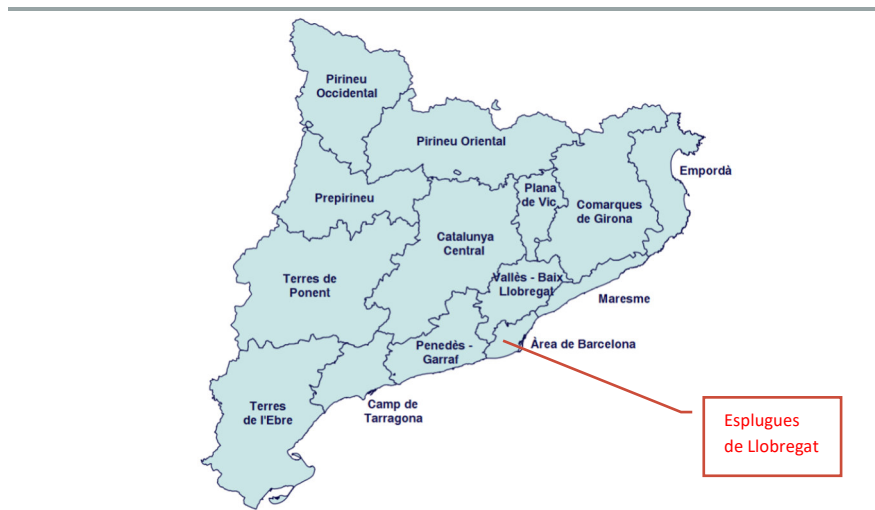 Pirineu
Occidental
Pirineu Oriental
Empordà
Prepirineu
Plana
de Vic
Comarques
de Girona
Catalunya
Central
Terres de
Ponent
Vallès - Baix
Llobregat
Maresme
Penedès -
Garraf
Àrea de Barcelona
Terres
de l'Ebre
Camp de
Tarragona
Esplugues
de Llobregat